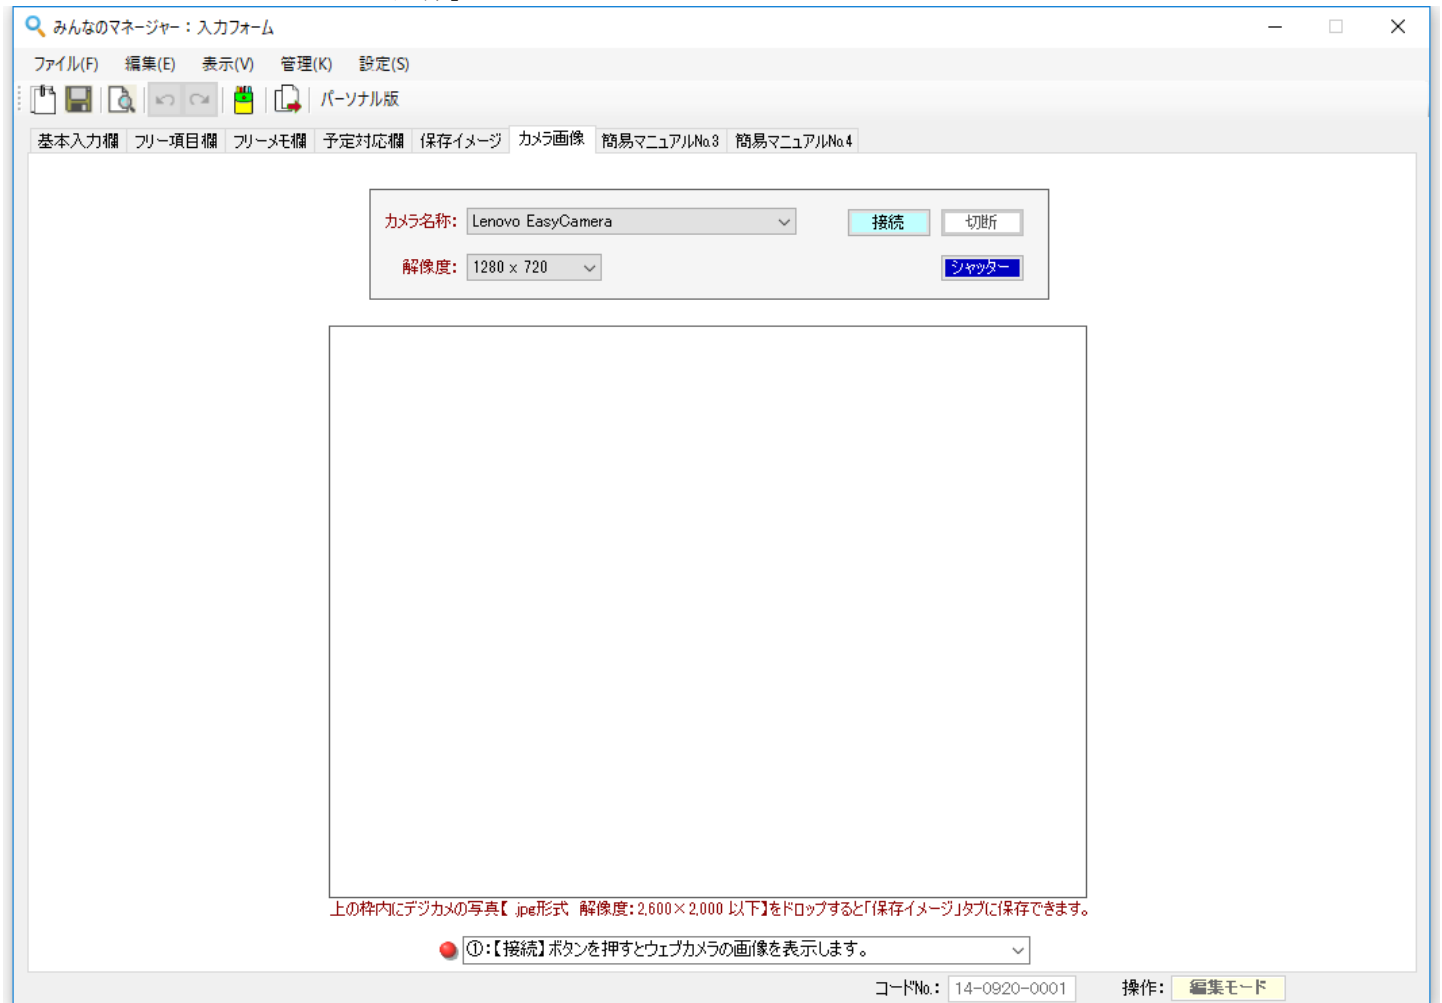 みんなのマネージャー：入力フォーム
ファイル(F) 編集(E) 表示(V) 管理(K) 設定(S)
パーソナル版
基本入力欄 フリー項目欄 フリーメモ欄 予定対応欄 保存イメージ カメラ画像 簡易マニュアルNo.3 簡易マニュアルNo.4
カメラ名称： Lenovo EasyCamera 接続 切断
解像度： 1280 x 720 シャッター
上の枠内にデジカメの写真【 .jpg形式 解像度：2,600×2,000 以下】をドロップすると「保存イメージ」タブに保存できます。
①：【接続】ボタンを押すとウェブカメラの画像を表示します。
コードNo.： 14-0920-0001 操作： 編集モード